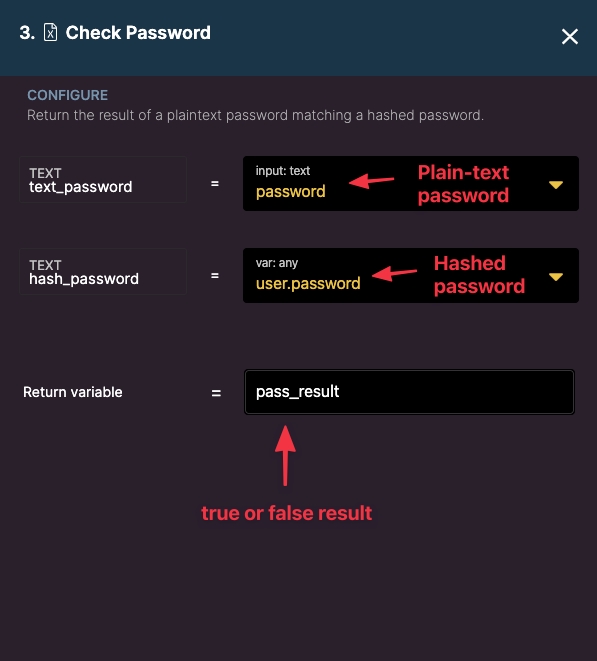 3. Check Password
CONFIGURE
Return the result of a plaintext password matching a hashed password.
TEXT
text_password
=
input: text
password
Plain-text
password
TEXT
hash_password
=
var: any
user.password
Hashed
password
Return variable
=
pass_result
true or false result